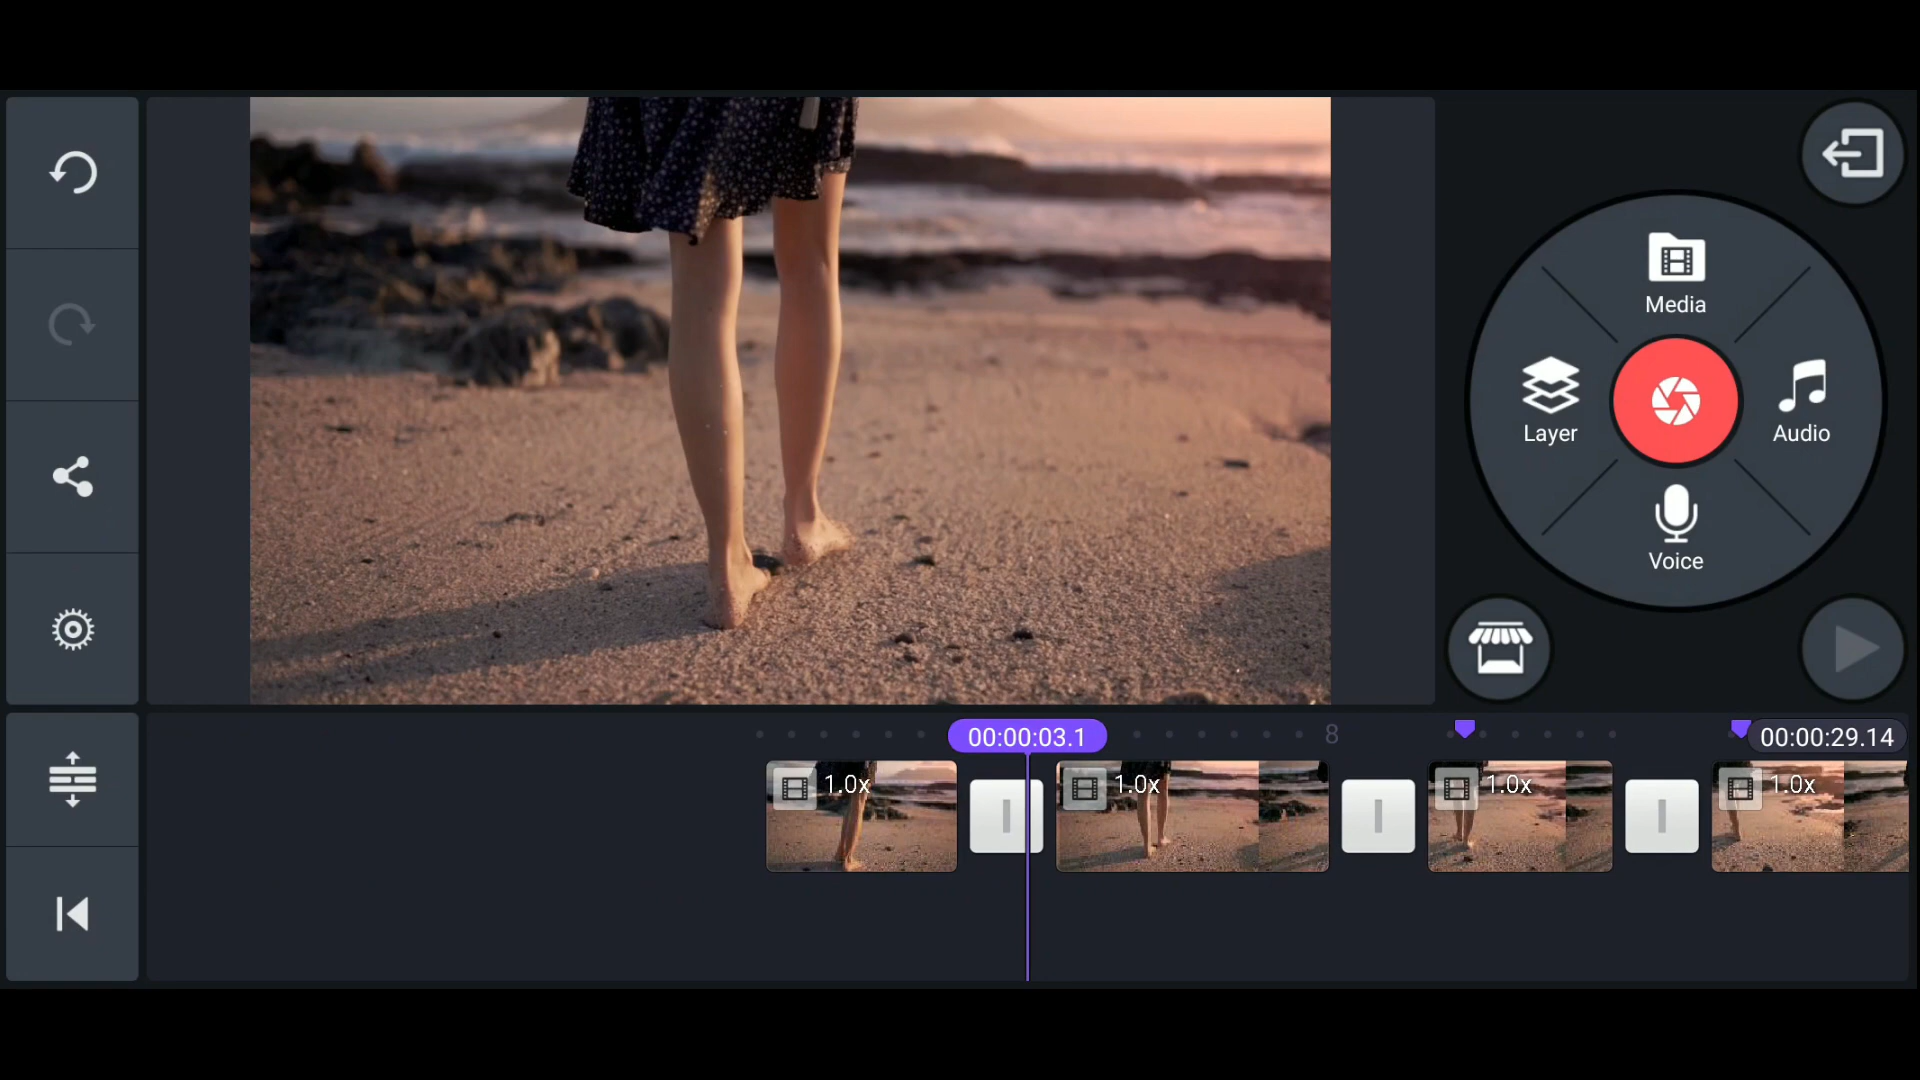 Media
Layer
Audio
Voice
00:00:03.1
8
00:00:29.14
1.0x
1.0x
1.0x
1.0x